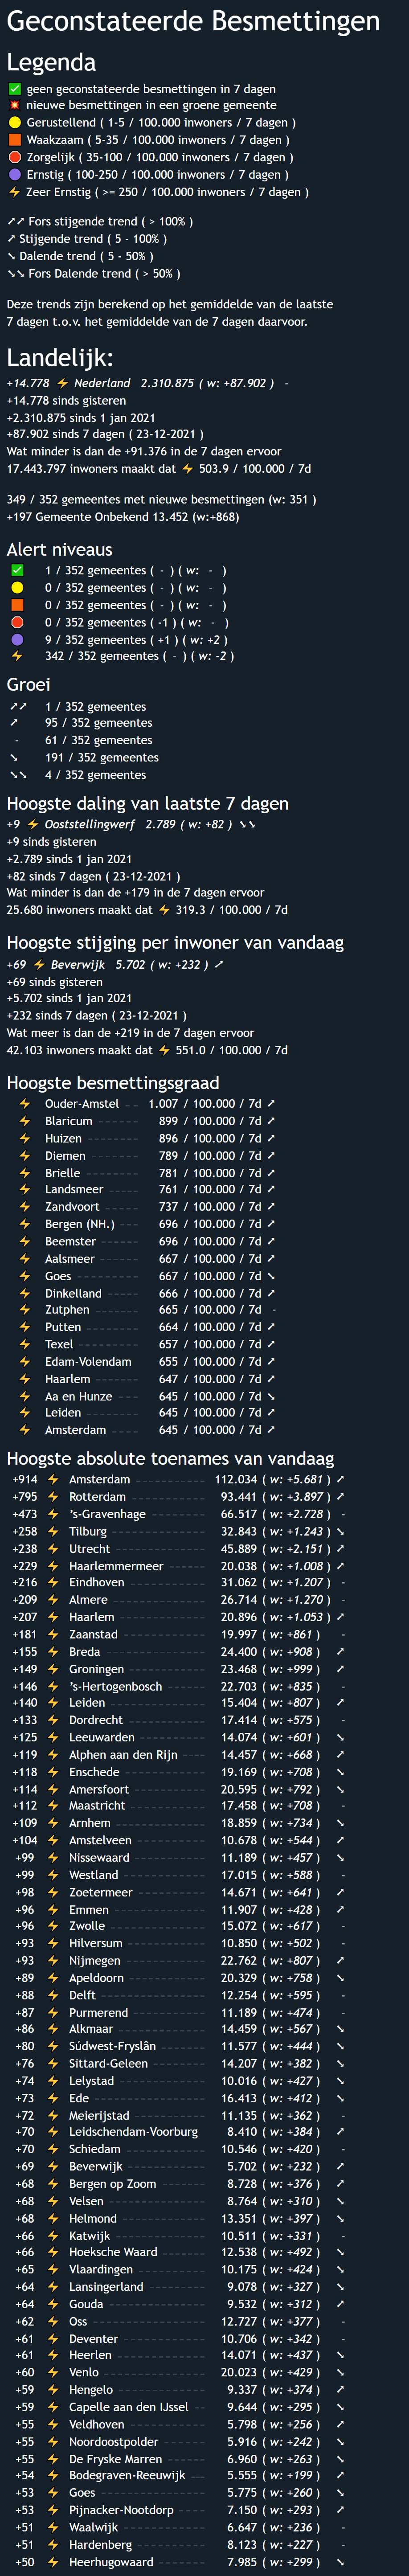 Geconstateerde Besmettingen
Legenda
✅ geen geconstateerde besmettingen in 7 dagen
💥 nieuwe besmettingen in een groene gemeente
🟡 Gerustellend ( 1-5 / 100.000 inwoners / 7 dagen )
🟧 Waakzaam ( 5-35 / 100.000 inwoners / 7 dagen )
🛑 Zorgelijk ( 35-100 / 100.000 inwoners / 7 dagen )
🟣 Ernstig ( 100-250 / 100.000 inwoners / 7 dagen )
⚡ Zeer Ernstig ( >= 250 / 100.000 inwoners / 7 dagen )
➚➚ Fors stijgende trend ( > 100% )
➚ Stijgende trend ( 5 - 100% )
➘ Dalende trend ( 5 - 50% )
➘➘ Fors Dalende trend ( > 50% )
Deze trends zijn berekend op het gemiddelde van de laatste
7 dagen t.o.v. het gemiddelde van de 7 dagen daarvoor.
Landelijk:
+14.778 ⚡ Nederland 2.310.875 ( w: +87.902 ) -
+14.778 sinds gisteren
+2.310.875 sinds 1 jan 2021
+87.902 sinds 7 dagen ( 23-12-2021 )
Wat minder is dan de +91.376 in de 7 dagen ervoor
17.443.797 inwoners maakt dat ⚡ 503.9 / 100.000 / 7d
349 / 352 gemeentes met nieuwe besmettingen (w: 351 )
+197 Gemeente Onbekend 13.452 (w:+868)
Alert niveaus
✅ 1 / 352 gemeentes ( - ) ( w: - )
🟡 0 / 352 gemeentes ( - ) ( w: - )
🟧 0 / 352 gemeentes ( - ) ( w: - )
🛑 0 / 352 gemeentes ( -1 ) ( w: - )
🟣 9 / 352 gemeentes ( +1 ) ( w: +2 )
⚡ 342 / 352 gemeentes ( - ) ( w: -2 )
Groei
➚➚ 1 / 352 gemeentes
➚ 95 / 352 gemeentes
- 61 / 352 gemeentes
➘ 191 / 352 gemeentes
➘➘ 4 / 352 gemeentes
Hoogste daling van laatste 7 dagen
+9 ⚡ Ooststellingwerf 2.789 ( w: +82 ) ➘➘
+9 sinds gisteren
+2.789 sinds 1 jan 2021
+82 sinds 7 dagen ( 23-12-2021 )
Wat minder is dan de +179 in de 7 dagen ervoor
25.680 inwoners maakt dat ⚡ 319.3 / 100.000 / 7d
Hoogste stijging per inwoner van vandaag
+69 ⚡ Beverwijk 5.702 ( w: +232 ) ➚
+69 sinds gisteren
+5.702 sinds 1 jan 2021
+232 sinds 7 dagen ( 23-12-2021 )
Wat meer is dan de +219 in de 7 dagen ervoor
42.103 inwoners maakt dat ⚡ 551.0 / 100.000 / 7d
Hoogste besmettingsgraad
⚡ Ouder-Amstel 1.007 / 100.000 / 7d ➚
⚡ Blaricum 899 / 100.000 / 7d ➚
⚡ Huizen 896 / 100.000 / 7d ➚
⚡ Diemen 789 / 100.000 / 7d ➚
⚡ Brielle 781 / 100.000 / 7d ➚
⚡ Landsmeer 761 / 100.000 / 7d ➚
⚡ Zandvoort 737 / 100.000 / 7d ➚
⚡ Bergen (NH.) 696 / 100.000 / 7d ➚
⚡ Beemster 696 / 100.000 / 7d ➚
⚡ Aalsmeer 667 / 100.000 / 7d ➚
⚡ Goes 667 / 100.000 / 7d ➘
⚡ Dinkelland 666 / 100.000 / 7d ➚
⚡ Zutphen 665 / 100.000 / 7d -
⚡ Putten 664 / 100.000 / 7d ➚
⚡ Texel 657 / 100.000 / 7d ➚
⚡ Edam-Volendam 655 / 100.000 / 7d ➚
⚡ Haarlem 647 / 100.000 / 7d ➚
⚡ Aa en Hunze 645 / 100.000 / 7d ➘
⚡ Leiden 645 / 100.000 / 7d ➚
⚡ Amsterdam 645 / 100.000 / 7d ➚
Hoogste absolute toenames van vandaag
+914 ⚡ Amsterdam 112.034 ( w: +5.681 ) ➚
+795 ⚡ Rotterdam 93.441 ( w: +3.897 ) ➚
+473 ⚡ 's-Gravenhage 66.517 ( w: +2.728 ) -
+258 ⚡ Tilburg 32.843 ( w: +1.243 ) ➘
+238 ⚡ Utrecht 45.889 ( w: +2.151 ) ➚
+229 ⚡ Haarlemmermeer 20.038 ( w: +1.008 ) ➚
+216 ⚡ Eindhoven 31.062 ( w: +1.207 ) -
+209 ⚡ Almere 26.714 ( w: +1.270 ) -
+207 ⚡ Haarlem 20.896 ( w: +1.053 ) ➚
+181 ⚡ Zaanstad 19.997 ( w: +861 ) -
+155 ⚡ Breda 24.400 ( w: +908 ) ➚
+149 ⚡ Groningen 23.468 ( w: +999 ) ➚
+146 ⚡ 's-Hertogenbosch 22.703 ( w: +835 ) -
+140 ⚡ Leiden 15.404 ( w: +807 ) ➚
+133 ⚡ Dordrecht 17.414 ( w: +575 ) -
+125 ⚡ Leeuwarden 14.074 ( w: +601 ) ➘
+119 ⚡ Alphen aan den Rijn 14.457 ( w: +668 ) ➚
+118 ⚡ Enschede 19.169 ( w: +708 ) ➘
+114 ⚡ Amersfoort 20.595 ( w: +792 ) ➘
+112 ⚡ Maastricht 17.458 ( w: +708 ) -
+109 ⚡ Arnhem 18.859 ( w: +734 ) ➘
+104 ⚡ Amstelveen 10.678 ( w: +544 ) ➚
+99 ⚡ Nissewaard 11.189 ( w: +457 ) ➘
+99 ⚡ Westland 17.015 ( w: +588 ) -
+98 ⚡ Zoetermeer 14.671 ( w: +641 ) ➚
+96 ⚡ Emmen 11.907 ( w: +428 ) ➚
+96 ⚡ Zwolle 15.072 ( w: +617 ) -
+93 ⚡ Hilversum 10.850 ( w: +502 ) -
+93 ⚡ Nijmegen 22.762 ( w: +807 ) ➚
+89 ⚡ Apeldoorn 20.329 ( w: +758 ) ➘
+88 ⚡ Delft 12.254 ( w: +595 ) -
+87 ⚡ Purmerend 11.189 ( w: +474 ) -
+86 ⚡ Alkmaar 14.459 ( w: +567 ) ➘
+80 ⚡ Súdwest-Fryslân 11.577 ( w: +444 ) ➘
+76 ⚡ Sittard-Geleen 14.207 ( w: +382 ) ➘
+74 ⚡ Lelystad 10.016 ( w: +427 ) ➘
+73 ⚡ Ede 16.413 ( w: +412 ) ➘
+72 ⚡ Meierijstad 11.135 ( w: +362 ) -
+70 ⚡ Leidschendam-Voorburg 8.410 ( w: +384 ) ➚
+70 ⚡ Schiedam 10.546 ( w: +420 ) -
+69 ⚡ Beverwijk 5.702 ( w: +232 ) ➚
+68 ⚡ Bergen op Zoom 8.728 ( w: +376 ) ➚
+68 ⚡ Velsen 8.764 ( w: +310 ) ➘
+68 ⚡ Helmond 13.351 ( w: +397 ) ➘
+66 ⚡ Katwijk 10.511 ( w: +331 ) -
+66 ⚡ Hoeksche Waard 12.538 ( w: +492 ) ➘
+65 ⚡ Vlaardingen 10.175 ( w: +424 ) ➘
+64 ⚡ Lansingerland 9.078 ( w: +327 ) ➘
+64 ⚡ Gouda 9.532 ( w: +312 ) ➚
+62 ⚡ Oss 12.727 ( w: +377 ) -
+61 ⚡ Deventer 10.706 ( w: +342 ) -
+61 ⚡ Heerlen 14.071 ( w: +437 ) ➘
+60 ⚡ Venlo 20.023 ( w: +429 ) ➘
+59 ⚡ Hengelo 9.337 ( w: +374 ) ➚
+59 ⚡ Capelle aan den IJssel 9.644 ( w: +295 ) ➘
+55 ⚡ Veldhoven 5.798 ( w: +256 ) ➚
+55 ⚡ Noordoostpolder 5.916 ( w: +242 ) ➘
+55 ⚡ De Fryske Marren 6.960 ( w: +263 ) ➘
+54 ⚡ Bodegraven-Reeuwijk 5.555 ( w: +199 ) ➚
+53 ⚡ Goes 5.775 ( w: +260 ) ➘
+53 ⚡ Pijnacker-Nootdorp 7.150 ( w: +293 ) ➚
+51 ⚡ Waalwijk 6.647 ( w: +236 ) -
+51 ⚡ Hardenberg 8.123 ( w: +227 ) -
+50 ⚡ Heerhugowaard 7.985 ( w: +299 ) ➘